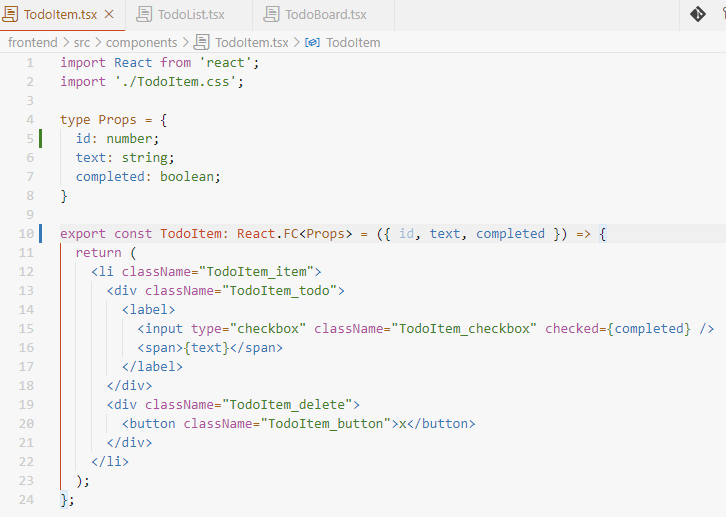 TodoItem.tsx × TodoList.tsx TodoBoard.tsx
frontend > src > components > TodoItem.tsx > TodoItem
1 import React from 'react';
2 import './TodoItem.css';
3
4 type Props = {
5   id: number;
6   text: string;
7   completed: boolean;
8 }
9
10 export const TodoItem: React.FC<Props> = ({ id, text, completed }) => {
11   return (
12     <li className="TodoItem_item">
13       <div className="TodoItem_todo">
14         <label>
15           <input type="checkbox" className="TodoItem_checkbox" checked={completed} />
16           <span>{text}</span>
17         </label>
18       </div>
19       <div className="TodoItem_delete">
20         <button className="TodoItem_button">x</button>
21       </div>
22     </li>
23   );
24 };